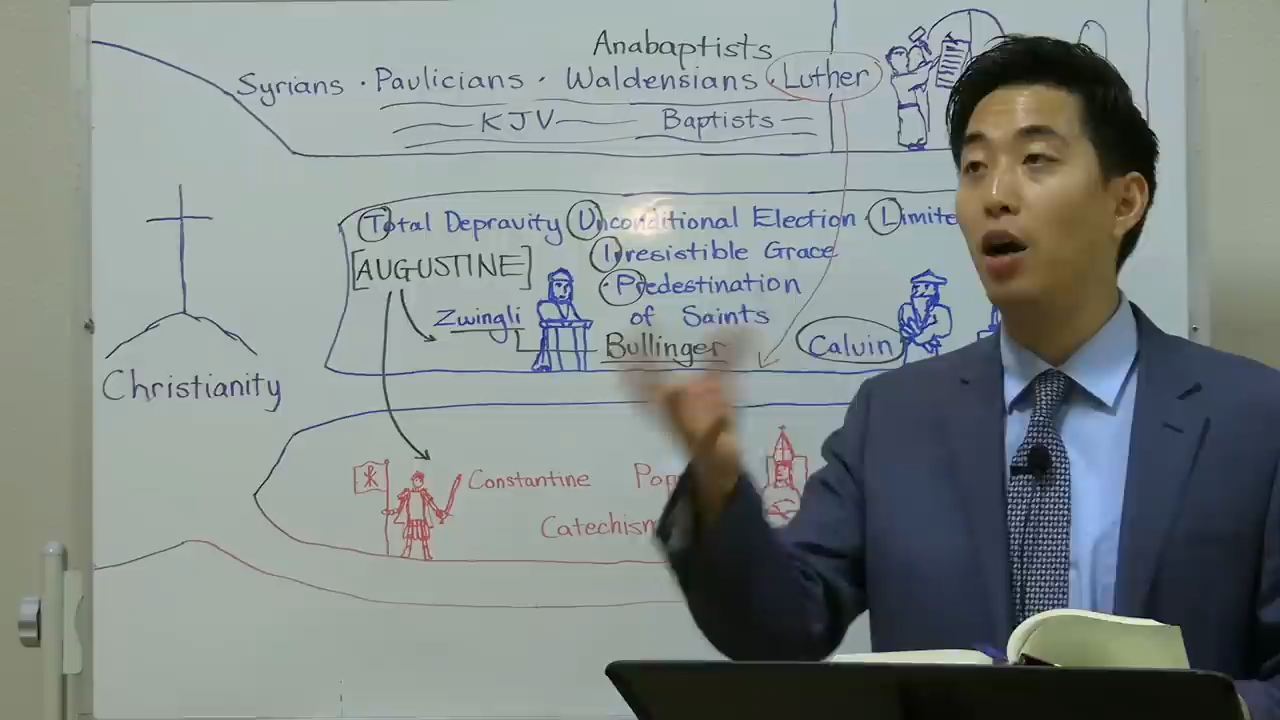 Anabaptists
Syrians · Paulicians · Waldensians Luther
KJV Baptists
Total Depravity Unconditional Election Limite
[AUGUSTINE] Irresistible Grace
Predestination
Zwingli of Saints
Bullinger Calvin
Christianity
Constantine Pop
Catechism